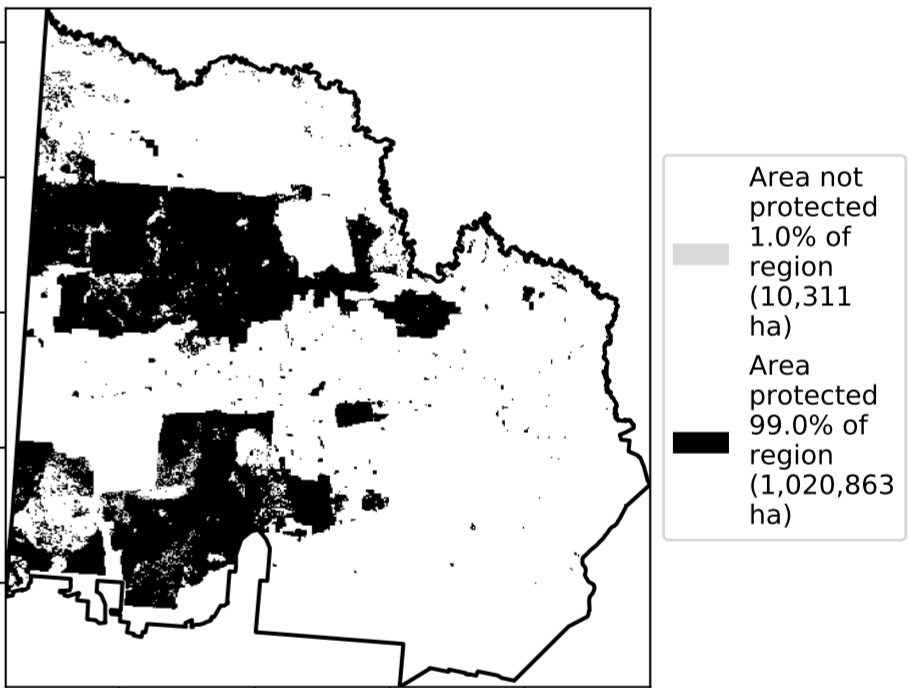 Area not
protected
1.0% of
region
(10,311
ha)
Area
protected
99.0% of
region
(1,020,863
ha)